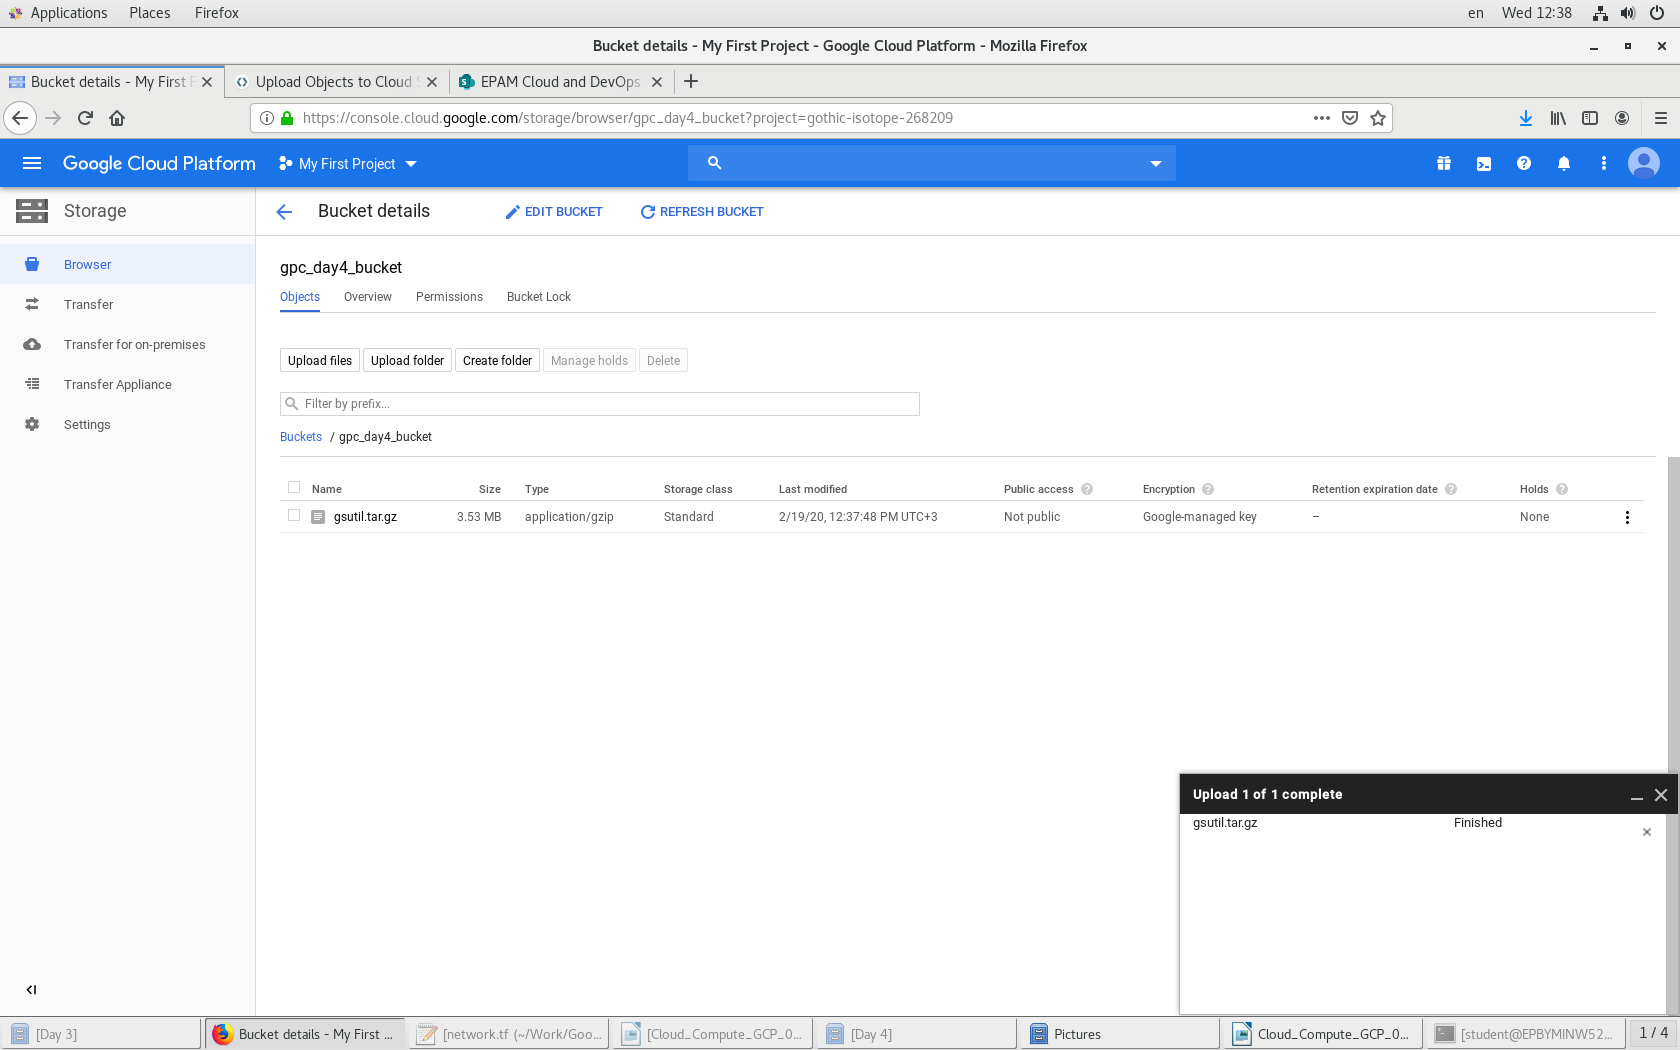 Applications Places Firefox en Wed 12:38
Bucket details - My First Project - Google Cloud Platform - Mozilla Firefox
Bucket details - My First P Upload Objects to Cloud S EPAM Cloud and DevOps
https://console.cloud.google.com/storage/browser/gpc_day4_bucket?project=gothic-isotope-268209
Google Cloud Platform My First Project
Storage Bucket details EDIT BUCKET REFRESH BUCKET
Browser
Transfer
Transfer for on-premises
Transfer Appliance
Settings
gpc_day4_bucket
Objects Overview Permissions Bucket Lock
Upload files Upload folder Create folder Manage holds Delete
Filter by prefix...
Buckets / gpc_day4_bucket
Name Size Type Storage class Last modified Public access Encryption Retention expiration date Holds
gsutil.tar.gz 3.53 MB application/gzip Standard 2/19/20, 12:37:48 PM UTC+3 Not public Google-managed key – None
Upload 1 of 1 complete
gsutil.tar.gz Finished
[Day 3] Bucket details - My First ... [network.tf (~/Work/Goo... [Cloud_Compute_GCP_0... [Day 4] Pictures Cloud_Compute_GCP_0... [student@EPBYMINW52... 1 / 4